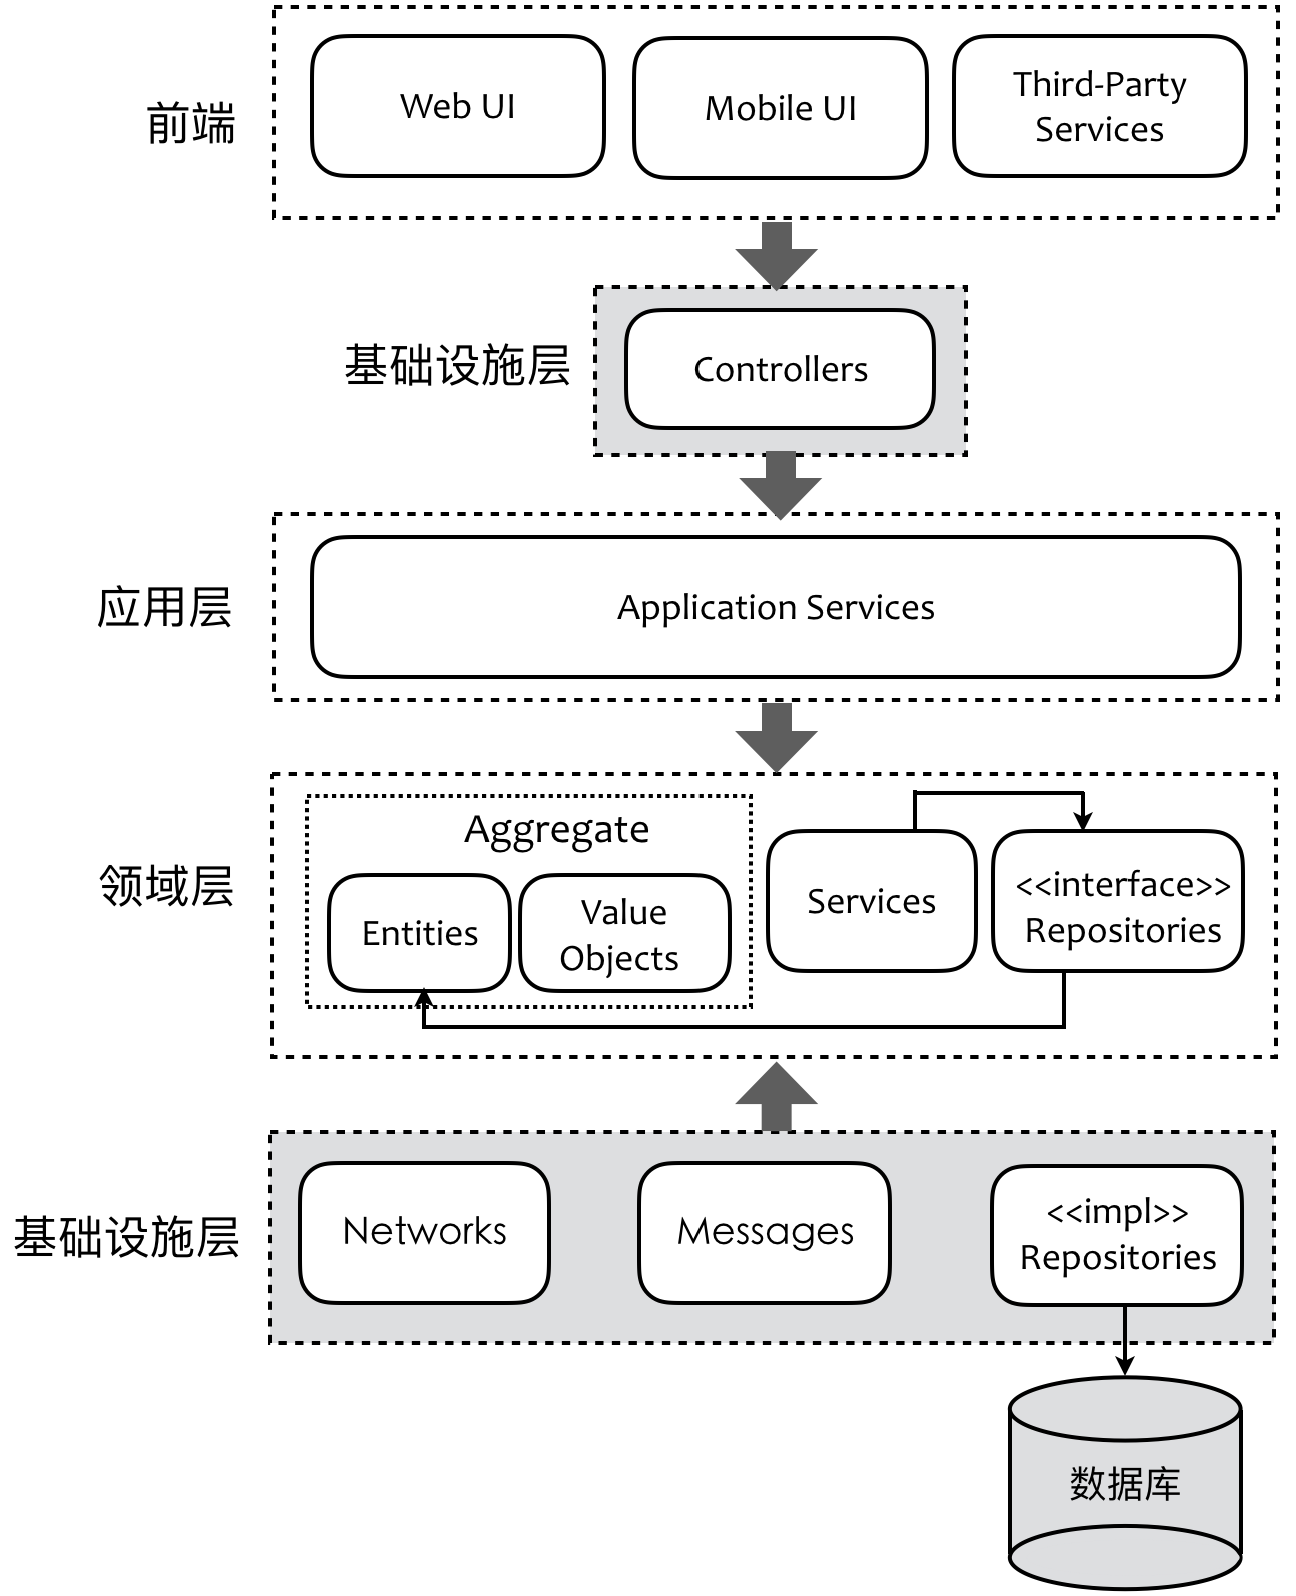 前端
Web UI
Mobile UI
Third-Party
Services
基础设施层
Controllers
应用层
Application Services
领域层
Aggregate
Entities
Value
Objects
Services
<<interface>>
Repositories
基础设施层
Networks
Messages
<<impl>>
Repositories
数据库